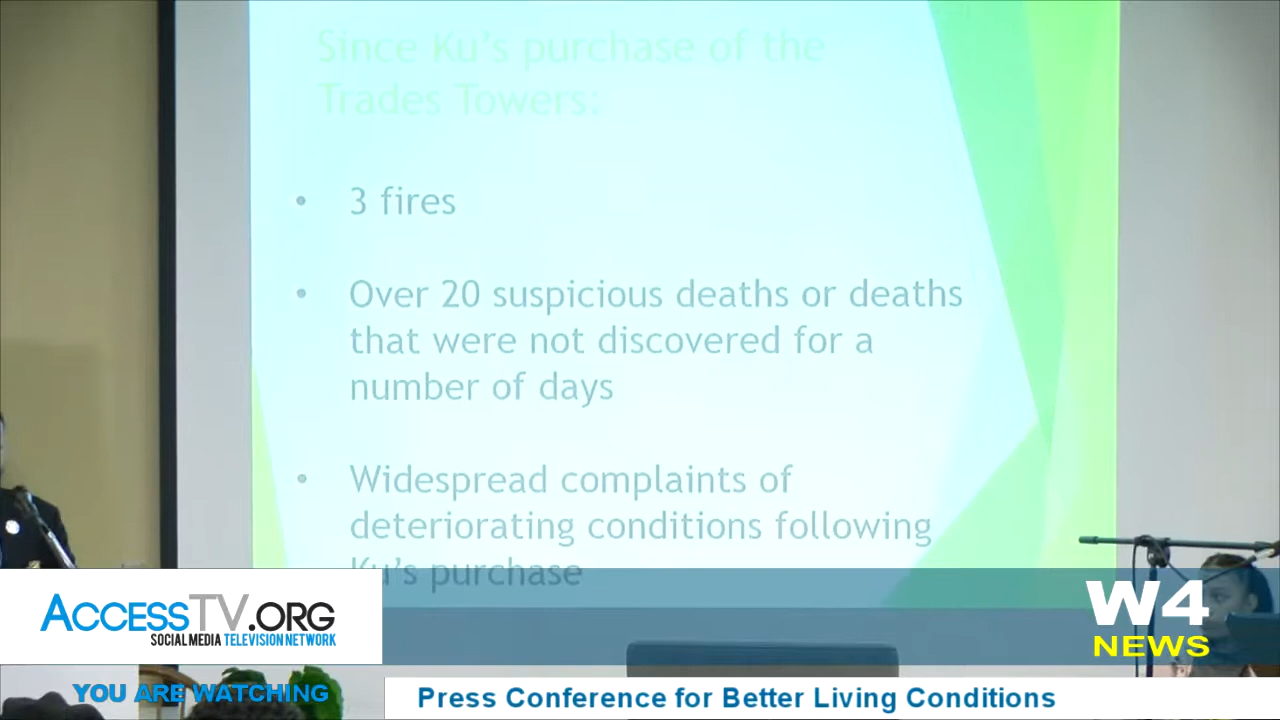 Since Ku's purchase of the
Trades Towers:
• 3 fires
• Over 20 suspicious deaths or deaths
that were not discovered for a
number of days
• Widespread complaints of
deteriorating conditions following
Ku's purchase
ACCESSTV.ORG
SOCIAL MEDIA TELEVISION NETWORK
W4
NEWS
YOU ARE WATCHING
Press Conference for Better Living Conditions